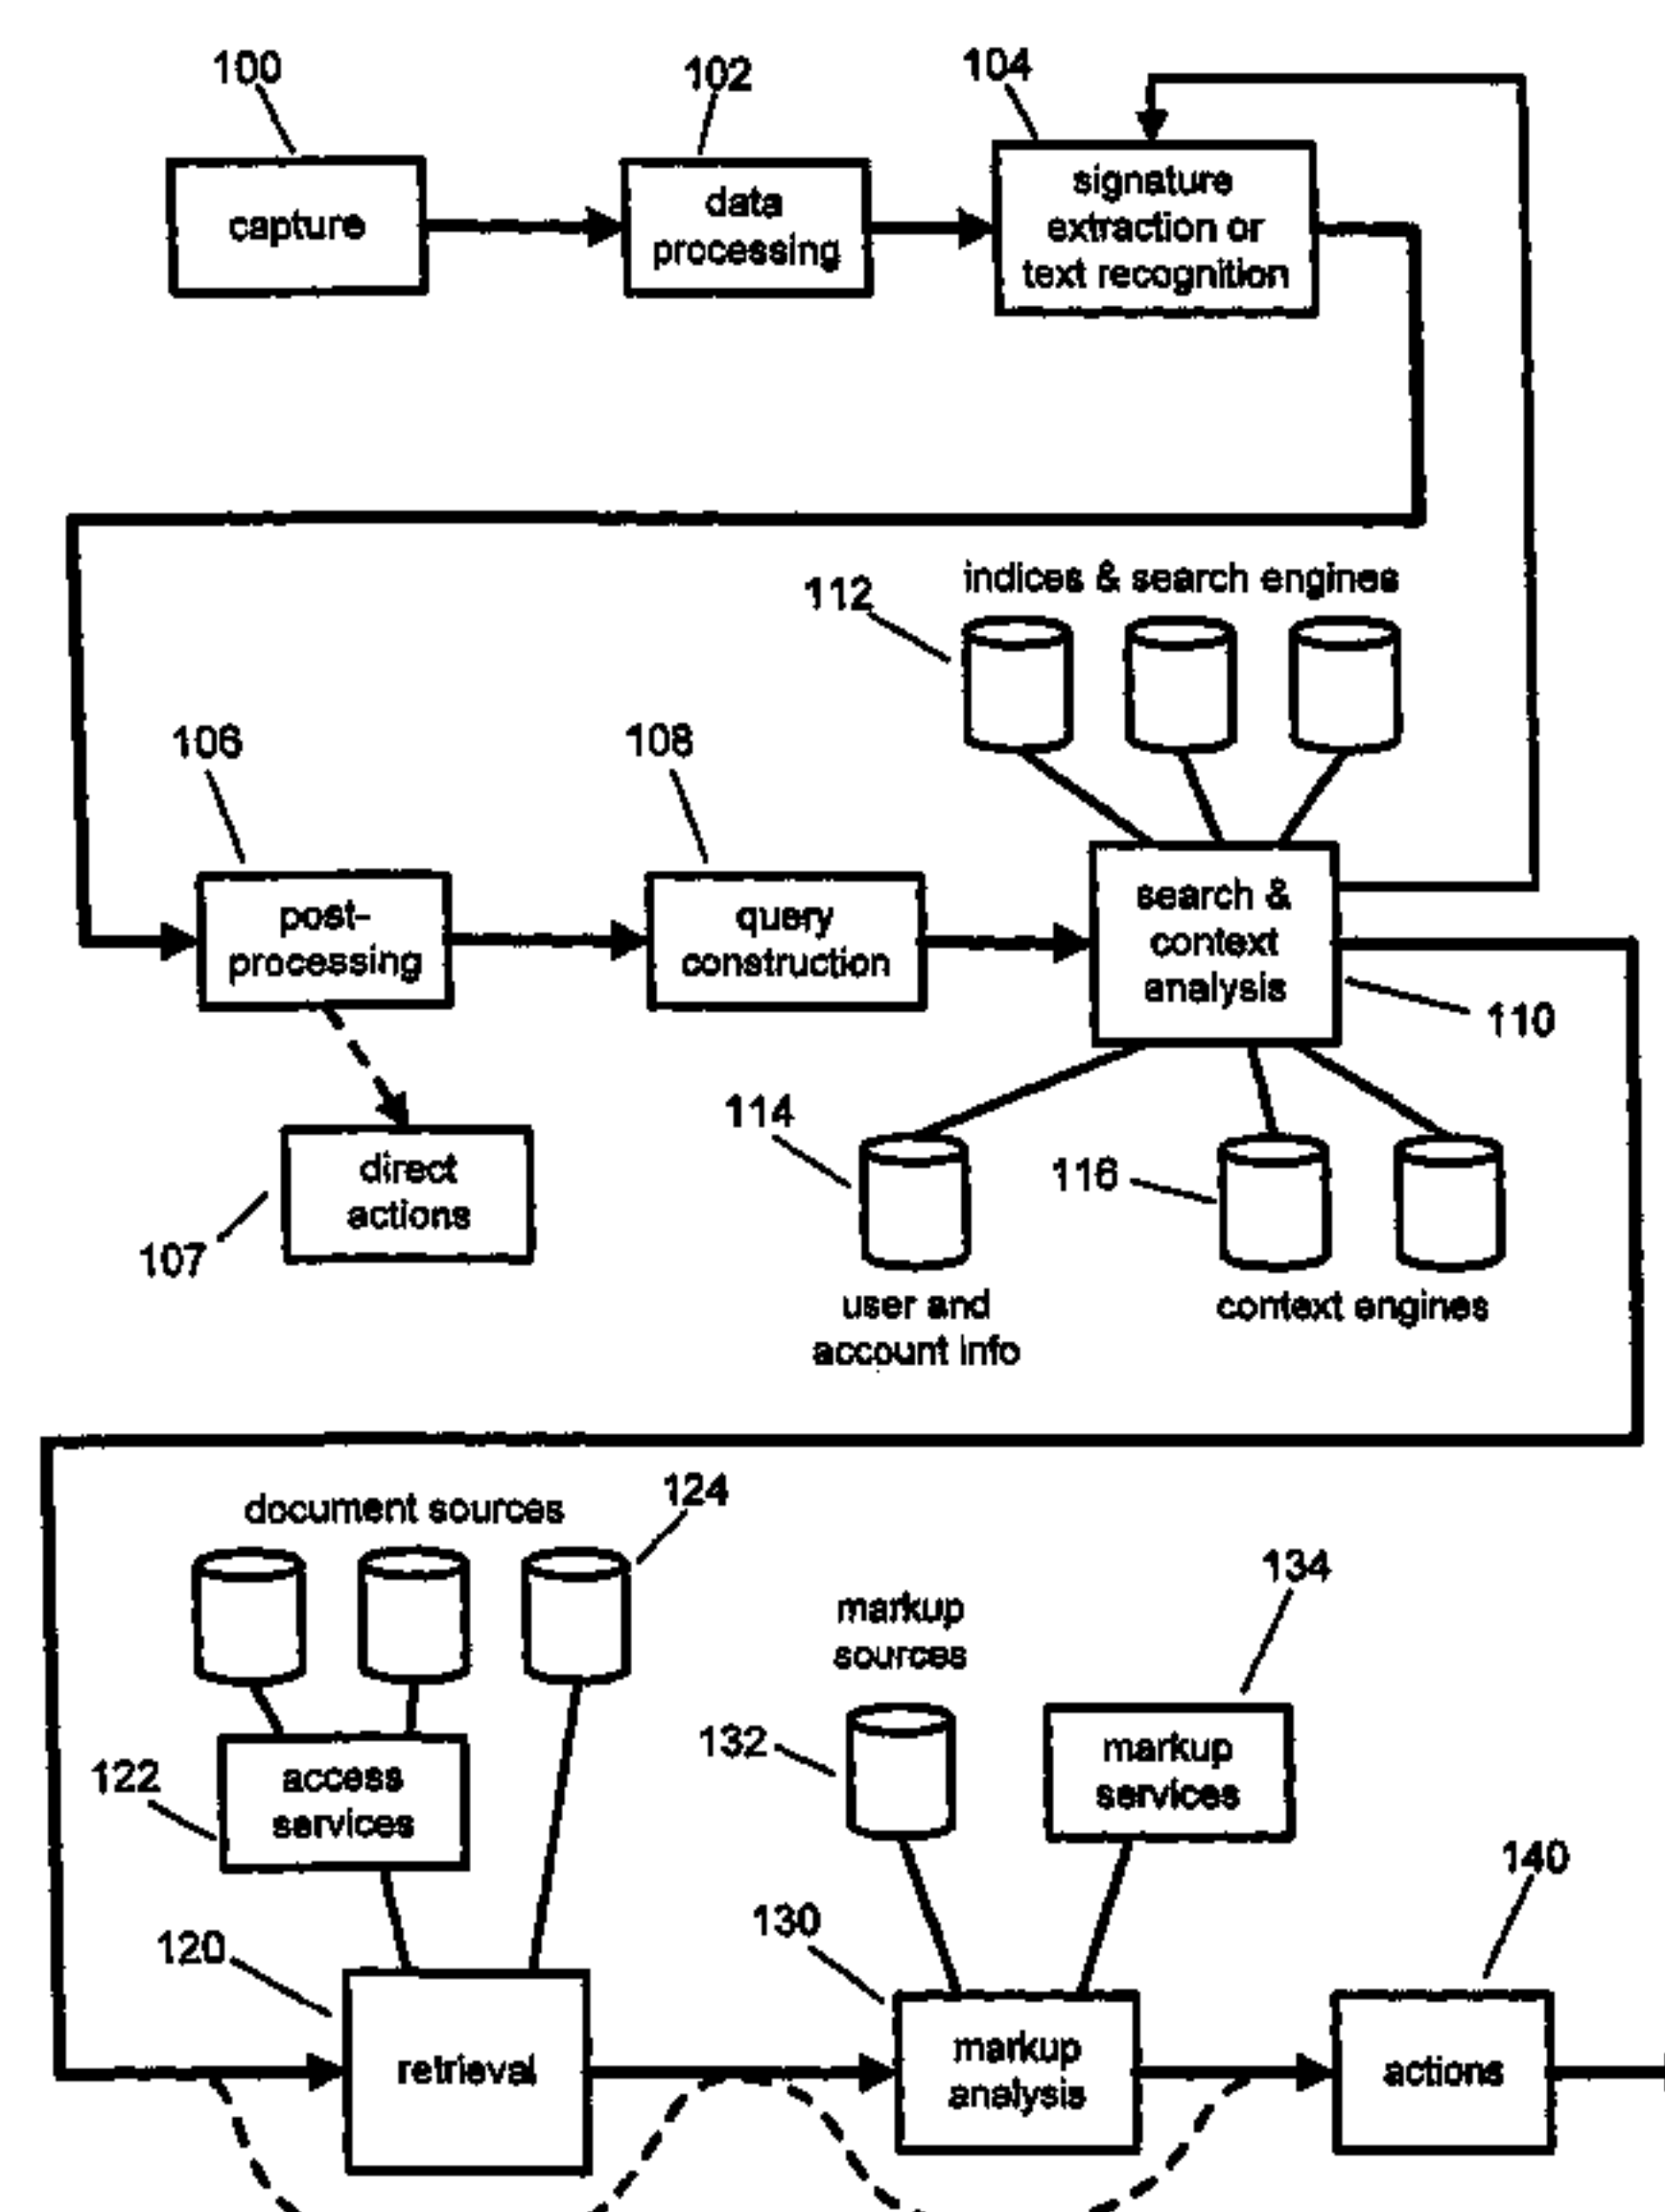 100
102
104
capture
data
processing
signature
extraction or
text recognition
indices & search engines
112
106
108
post-
processing
query
construction
search &
context
analysis
110
114
116
direct
actions
107
user and
account info
context engines
document sources
124
134
markup
sources
132
markup
services
122
access
services
140
130
120
retrieval
markup
analysis
actions